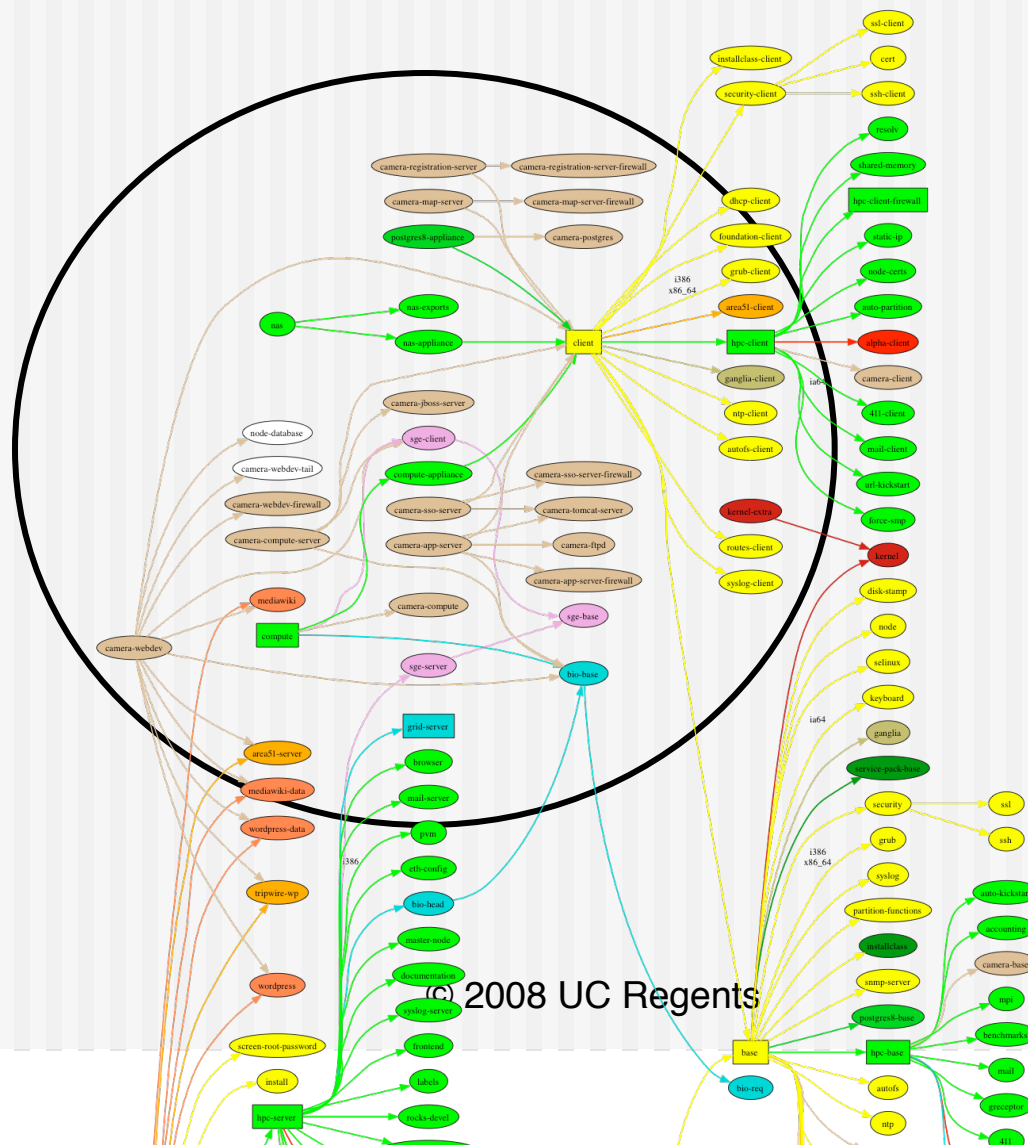 ssl-client
installclass-client
cert
security-client
ssh-client
resolv
camera-registration-server
camera-registration-server-firewall
shared-memory
camera-map-server
camera-map-server-firewall
dhcp-client
hpc-client-firewall
postgres8-appliance
camera-postgres
foundation-client
static-ip
grub-client
node-certs
i386
x86_64
nas-exports
area51-client
auto-partition
nas
nas-appliance
client
hpc-client
alpha-client
ganglia-client
camera-client
camera-jboss-server
ntp-client
411-client
node-database
sge-client
autofs-client
mail-client
camera-webdev-tail
compute-appliance
camera-sso-server-firewall
url-kickstart
camera-webdev-firewall
camera-sso-server
camera-tomcat-server
kernel-extra
force-smp
camera-compute-server
camera-app-server
camera-ftpd
routes-client
kernel
camera-app-server-firewall
syslog-client
disk-stamp
mediawiki
camera-compute
sge-base
node
compute
camera-webdev
selinux
sge-server
bio-base
keyboard
ia64
grid-server
ganglia
area51-server
browser
service-pack-base
mediawiki-data
mail-server
security
ssl
wordpress-data
pvm
grub
ssh
i386
i386
x86_64
eth-config
syslog
tripwire-wp
bio-head
partition-functions
accounting
master-node
installclass
documentation
snmp-server
wordpress
© 2008 UC Regents
mpi
syslog-server
postgres8-base
benchmarks
screen-root-password
frontend
base
hpc-base
mail
install
labels
bio-req
autofs
greceptor
hpc-server
rocks-devel
ntp
411